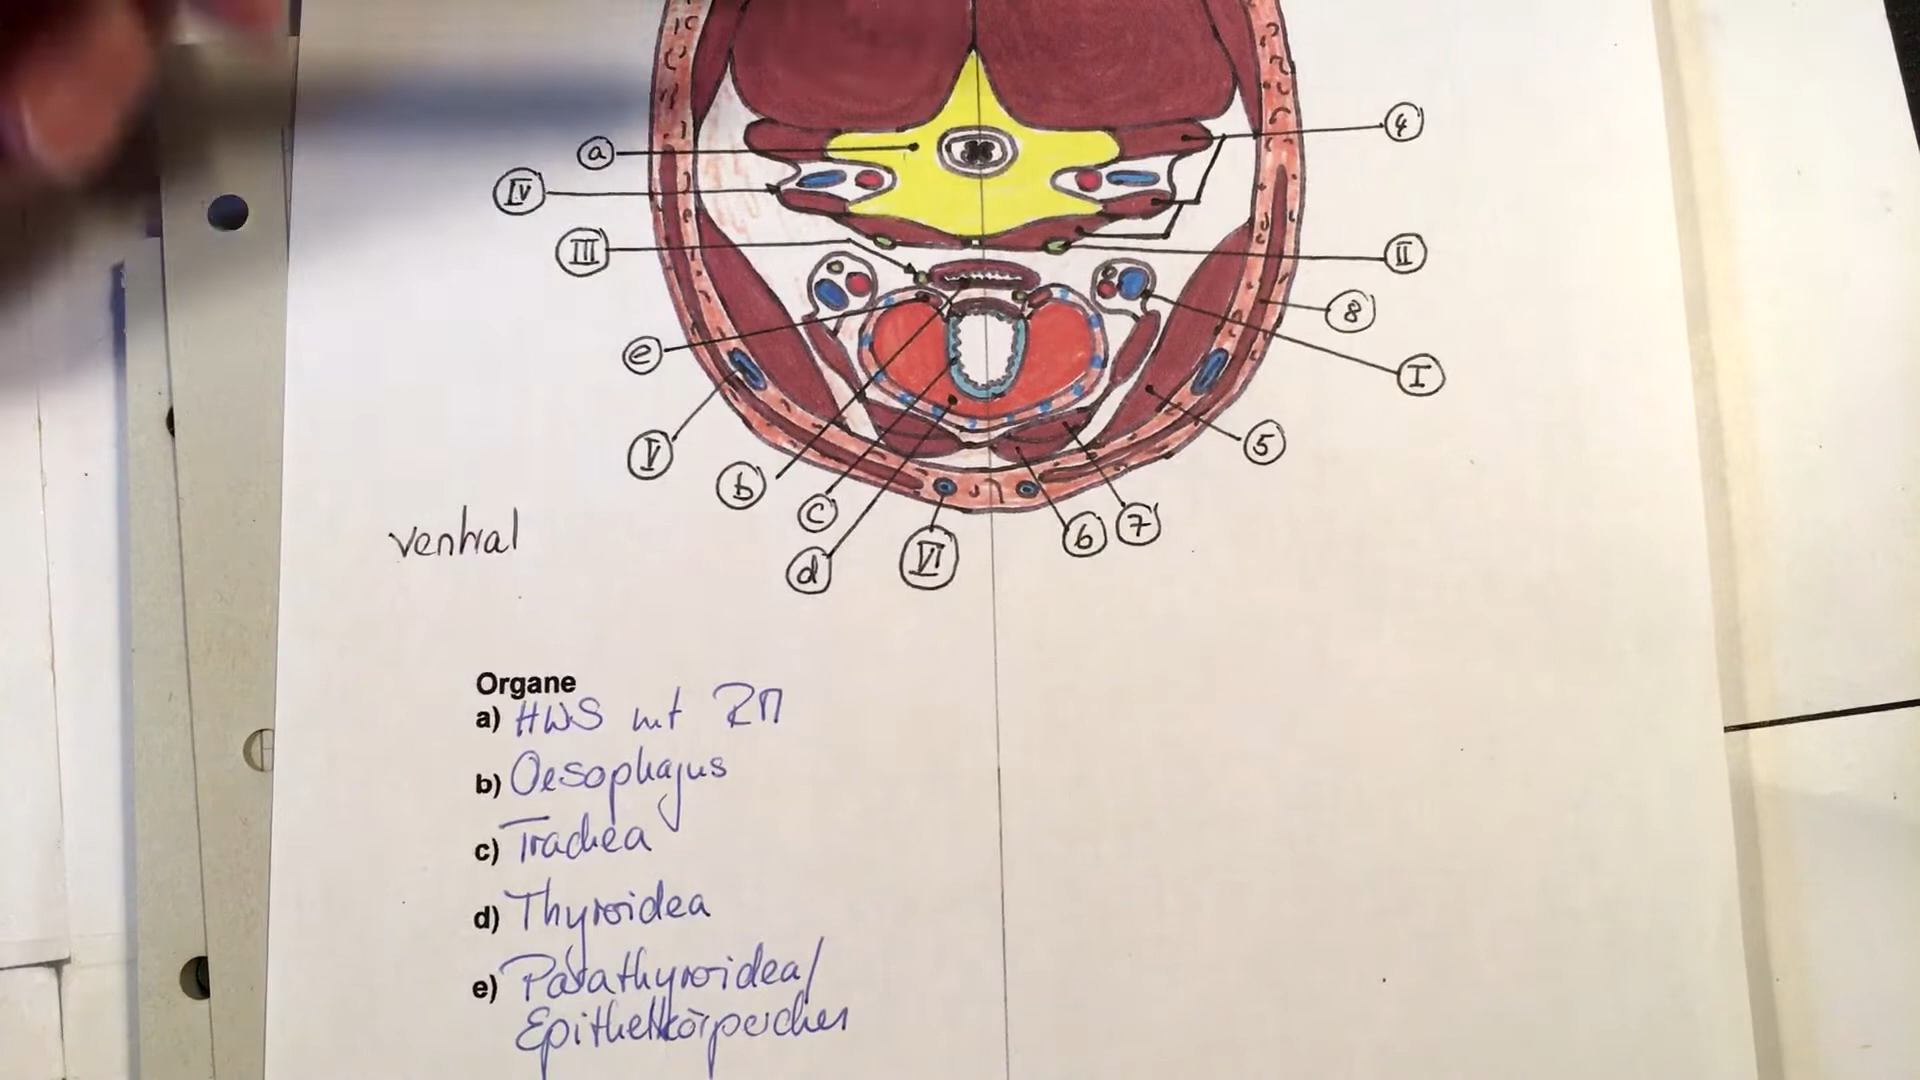 4
a
IV
III
II
8
e
I
V
5
b
c
7
6
d
VI
ventral
Organe
a) HWS mit RM
b) Oesophagus
c) Trachea
d) Thyroidea
e) Parathyroidea/
Epithelkörperchen